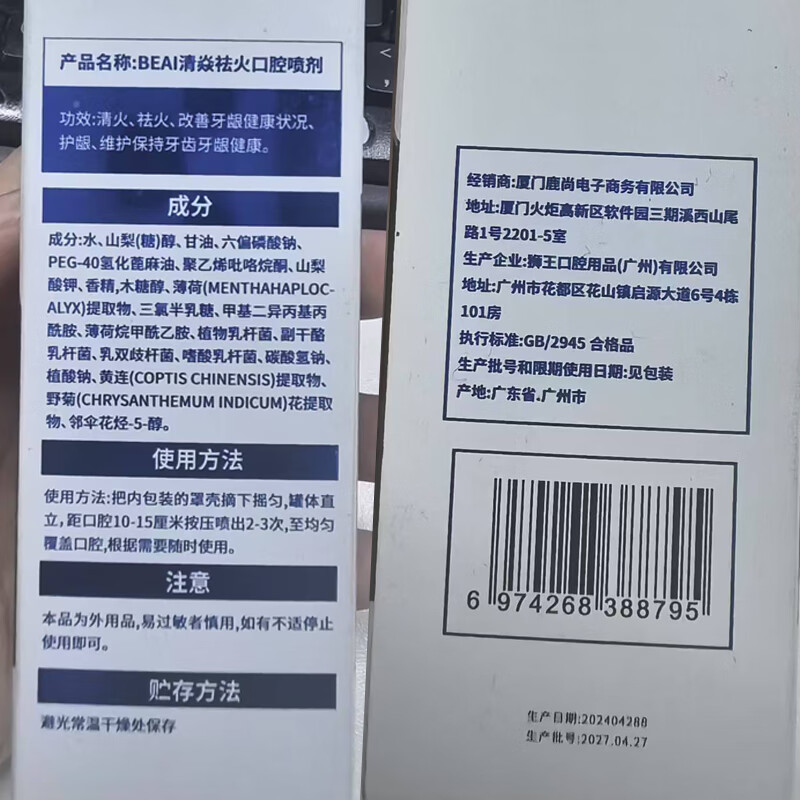 产品名称:BEAI清焱祛火口腔喷剂
功效:清火、祛火、改善牙龈健康状况、
护龈、维护保持牙齿牙龈健康。
成分
成分:水、山梨(糖)醇、甘油、六偏磷酸钠、
PEG-40氢化蓖麻油、聚乙烯吡咯烷酮、山梨
酸钾、香精、木糖醇、薄荷(MENTHAHAPLOC-
ALYX)提取物、三氯半乳糖、甲基二异丙基丙
酰胺、薄荷烷甲酰乙胺、植物乳杆菌、副干酪
乳杆菌、乳双歧杆菌、嗜酸乳杆菌、碳酸氢钠、
植酸钠、黄连(COPTIS CHINENSIS)提取物、
野菊(CHRYSANTHEMUM INDICUM)花提取
物、邻伞花烃-5-醇。
使用方法
使用方法:把内包装的罩壳摘下摇匀,罐体直
立,距口腔10-15厘米按压喷出2-3次,至均匀
覆盖口腔,根据需要随时使用。
注意
本品为外用品,易过敏者慎用,如有不适停止
使用即可。
贮存方法
避光常温干燥处保存
经销商:厦门鹿尚电子商务有限公司
地址:厦门火炬高新区软件园三期溪西山尾
路1号2201-5室
生产企业:狮王口腔用品(广州)有限公司
地址:广州市花都区花山镇启源大道6号4栋
101房
执行标准:GB/2945 合格品
生产批号和限期使用日期:见包装
产地:广东省.广州市
6 974268 388795
生产日期:20240428B
生产批号:2027.04.27